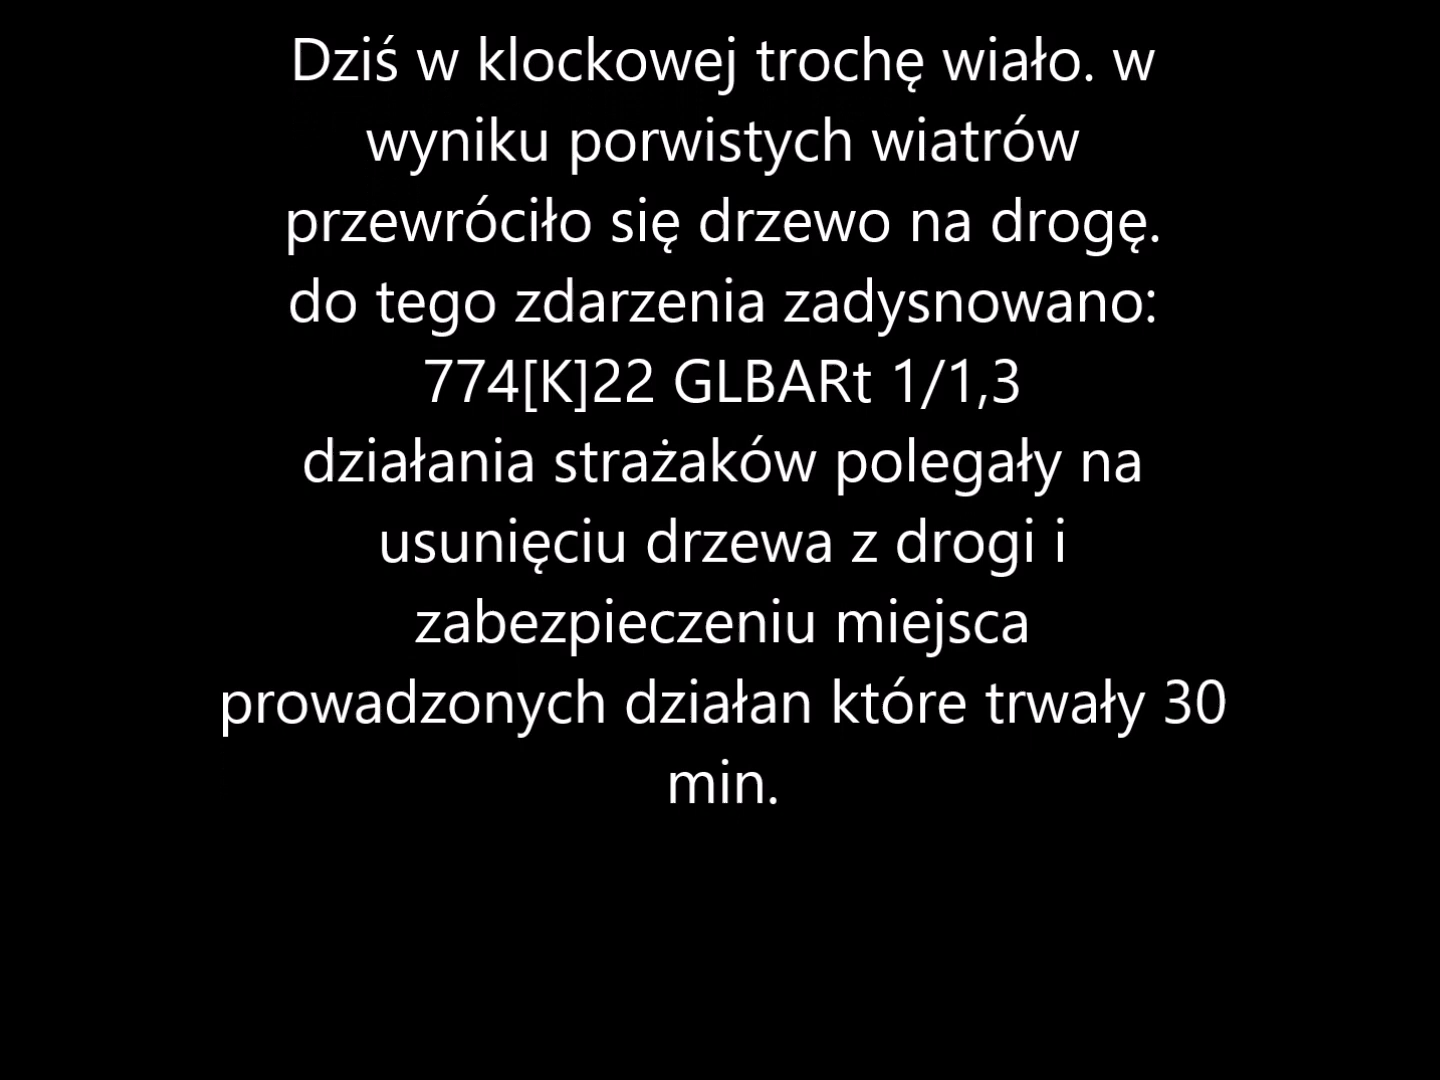 Dziś w klockowej trochę wiało. w
wyniku porwistych wiatrów
przewróciło się drzewo na drogę.
do tego zdarzenia zadysnowano:
774[K]22 GLBARt 1/1,3
działania strażaków polegały na
usunięciu drzewa z drogi i
zabezpieczeniu miejsca
prowadzonych działan które trwały 30
min.